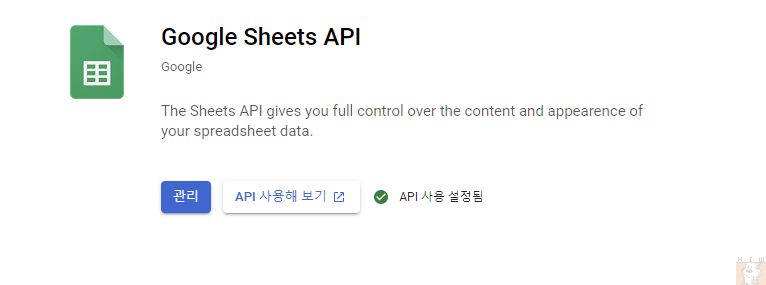 Google Sheets API
Google
The Sheets API gives you full control over the content and appearence of
your spreadsheet data.
관리 API 사용해 보기 API 사용 설정됨
H I W